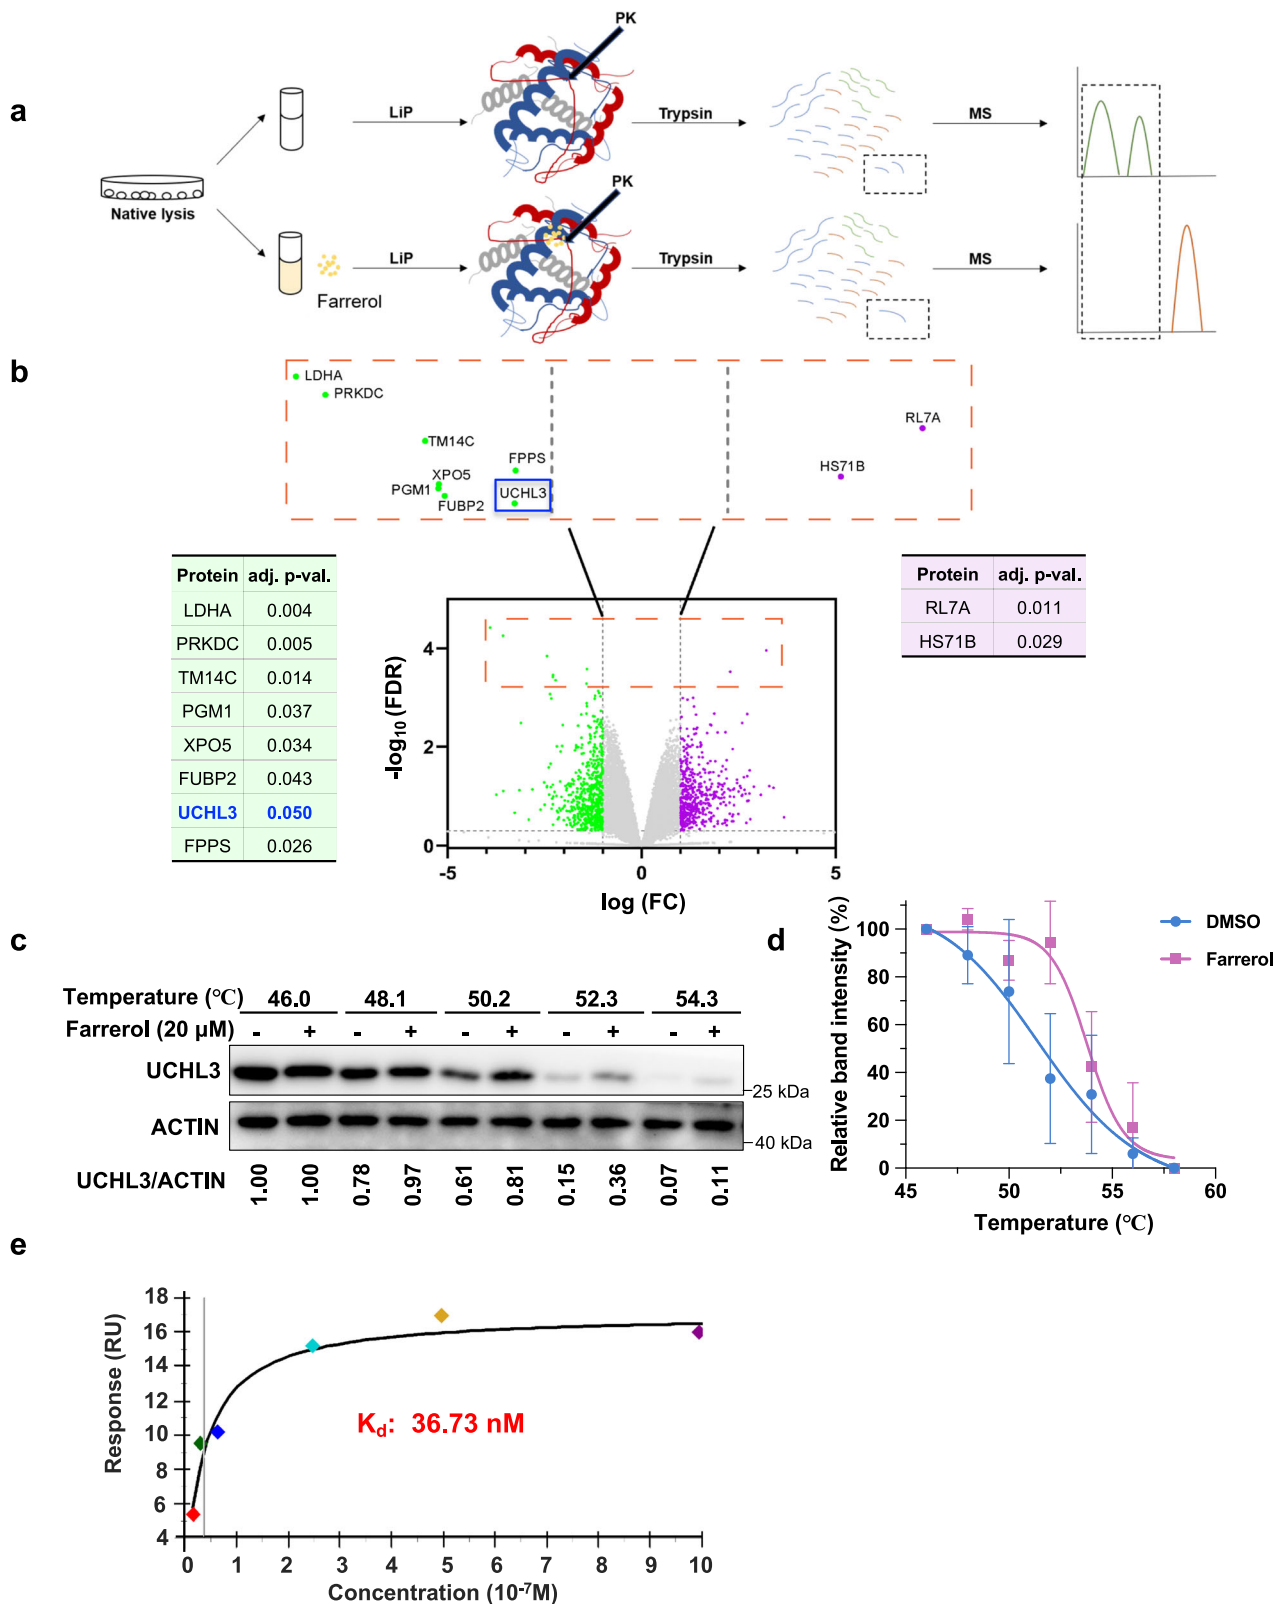 a
PK
LiP
Trypsin
MS
Native lysis
PK
LiP
Trypsin
MS
Farrerol
b
LDHA
PRKDC
TM14C
FPPS
XPO5
PGM1
UCHL3
FUBP2
RL7A
HS71B
Protein adj. p-val.
LDHA 0.004
PRKDC 0.005
TM14C 0.014
PGM1 0.037
XPO5 0.034
FUBP2 0.043
UCHL3 0.050
FPPS 0.026
Protein adj. p-val.
RL7A 0.011
HS71B 0.029
-log10 (FDR)
4
2
0
-5 0 5
log (FC)
c
Temperature (°C) 46.0 48.1 50.2 52.3 54.3
Farrerol (20 μM) - + - + - + - + - +
UCHL3
25 kDa
ACTIN
40 kDa
UCHL3/ACTIN 1.00 1.00 0.78 0.97 0.61 0.81 0.15 0.36 0.07 0.11
d
Relative band intensity (%)
100
80
60
40
20
0
45 50 55 60
Temperature (°C)
DMSO
Farrerol
e
Response (RU)
18
16
14
12
10
8
6
4
Kd: 36.73 nM
0 1 2 3 4 5 6 7 8 9 10
Concentration (10-7M)